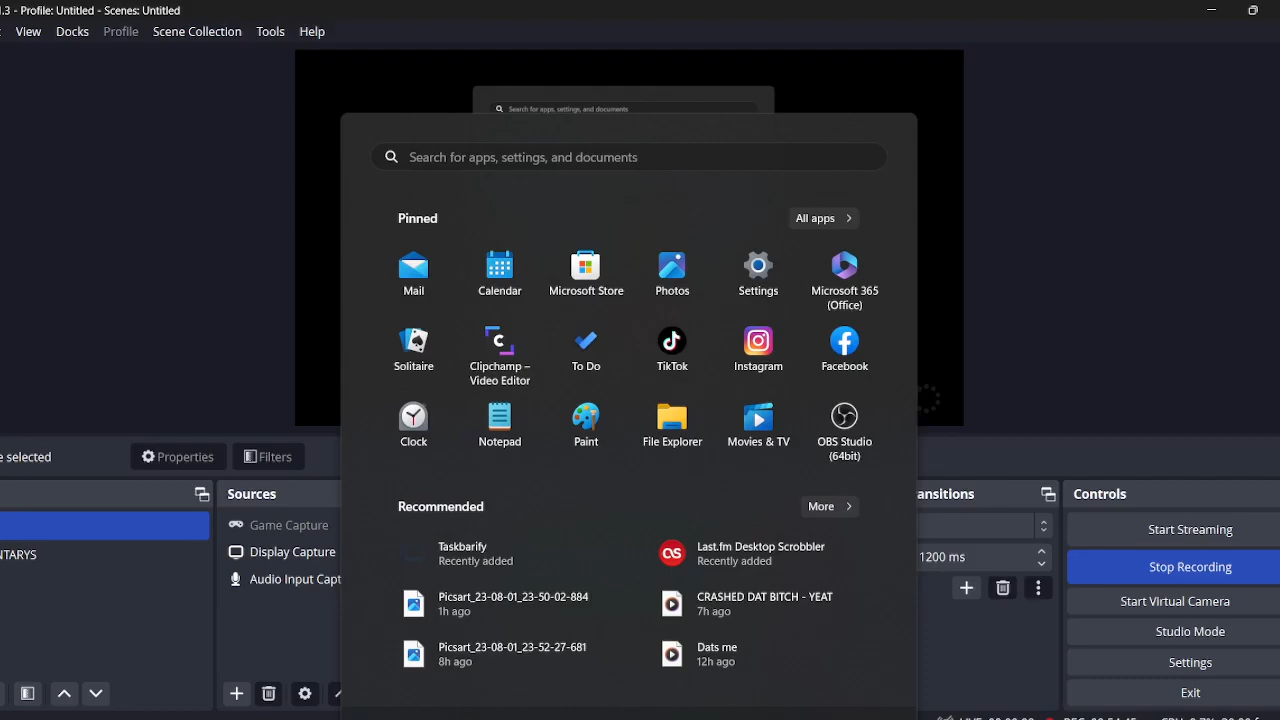 .3 - Profile: Untitled - Scenes: Untitled
View Docks Profile Scene Collection Tools Help
Search for apps, settings, and documents
Search for apps, settings, and documents
Pinned
All apps
Mail
Calendar
Microsoft Store
Photos
Settings
Microsoft 365
(Office)
Solitaire
Clipchamp –
Video Editor
To Do
TikTok
Instagram
Facebook
Clock
Notepad
Paint
File Explorer
Movies & TV
OBS Studio
(64bit)
Recommended
More
Taskbarify
Recently added
Last.fm Desktop Scrobbler
Recently added
Picsart_23-08-01_23-50-02-884
1h ago
CRASHED DAT BITCH - YEAT
7h ago
Picsart_23-08-01_23-52-27-681
8h ago
Dats me
12h ago
e selected
Properties
Filters
NTARYS
Sources
Game Capture
Display Capture
Audio Input Capt
ansitions
1200 ms
Controls
Start Streaming
Stop Recording
Start Virtual Camera
Studio Mode
Settings
Exit